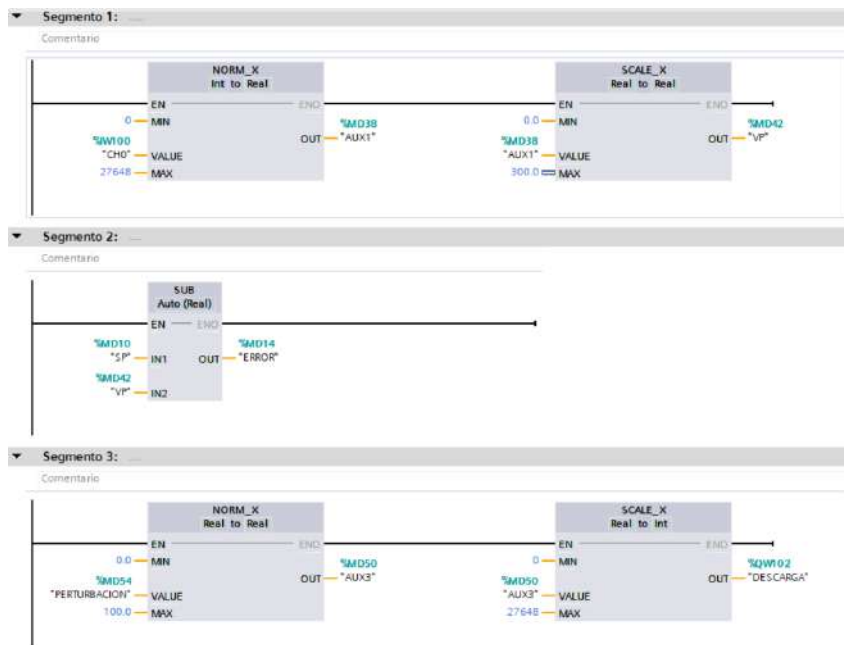 Segmento 1:
Comentario
NORM_X
Int to Real
EN
ENO
0
MIN
%IW100
"CH0"
VALUE
27648
MAX
OUT
%MD38
"AUX1"
SCALE_X
Real to Real
EN
ENO
0.0
MIN
%MD38
"AUX1"
VALUE
300.0
MAX
OUT
%MD42
"VP"
Segmento 2:
Comentario
SUB
Auto (Real)
EN
ENO
%MD10
"SP"
IN1
%MD42
"VP"
IN2
OUT
%MD14
"ERROR"
Segmento 3:
Comentario
NORM_X
Real to Real
EN
ENO
0.0
MIN
%MD54
"PERTURBACION"
VALUE
100.0
MAX
OUT
%MD50
"AUX3"
SCALE_X
Real to Int
EN
ENO
0
MIN
%MD50
"AUX3"
VALUE
27648
MAX
OUT
%QW102
"DESCARGA"